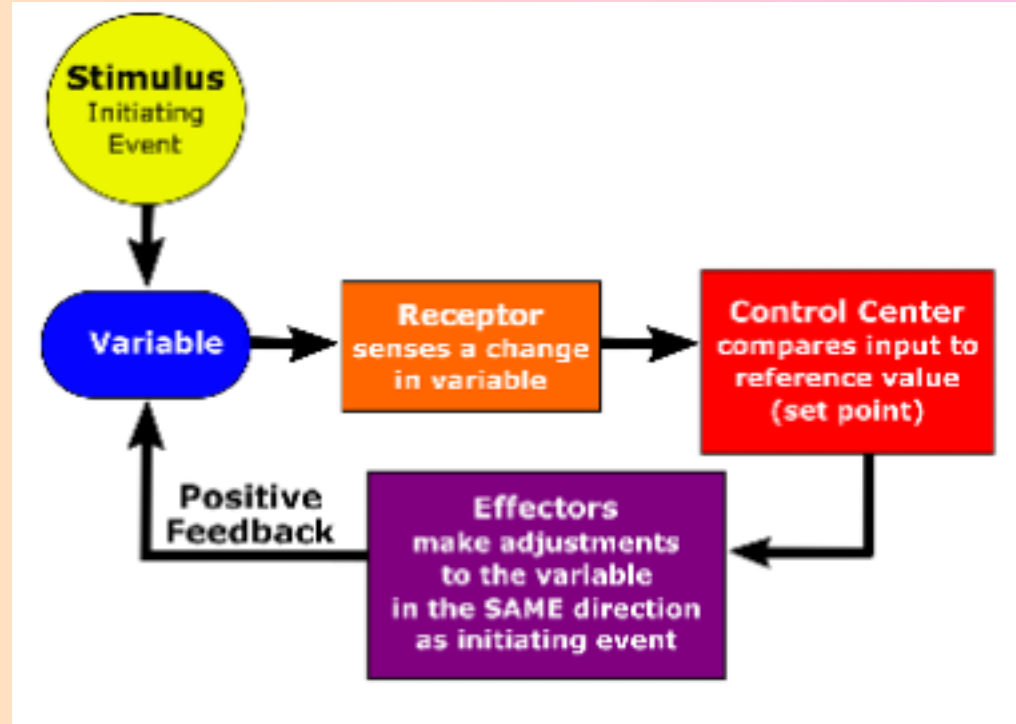 Stimulus
Initiating
Event
Variable
Receptor
senses a change
in variable
Control Center
compares input to
reference value
(set point)
Effectors
make adjustments
to the variable
in the SAME direction
as initiating event
Positive
Feedback